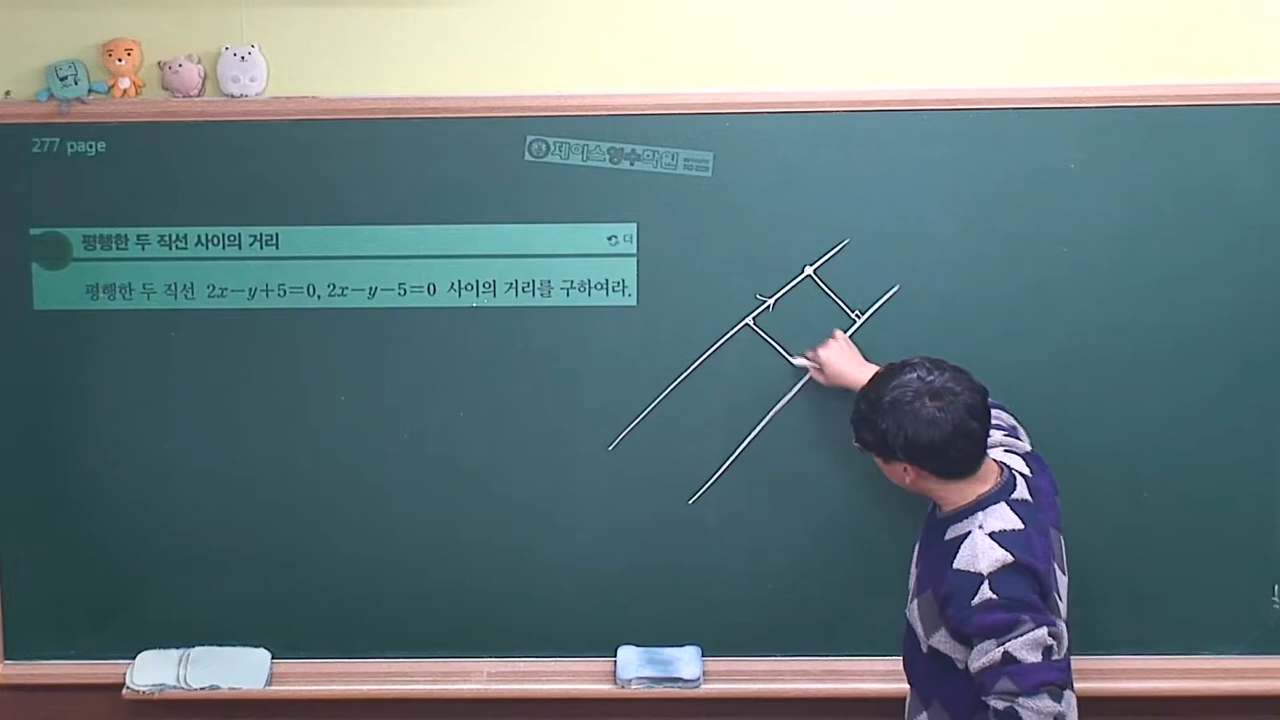 277 page
제이스영수학원
평행한 두 직선 사이의 거리
더
평행한 두 직선 2x-y+5=0, 2x-y-5=0 사이의 거리를 구하여라.